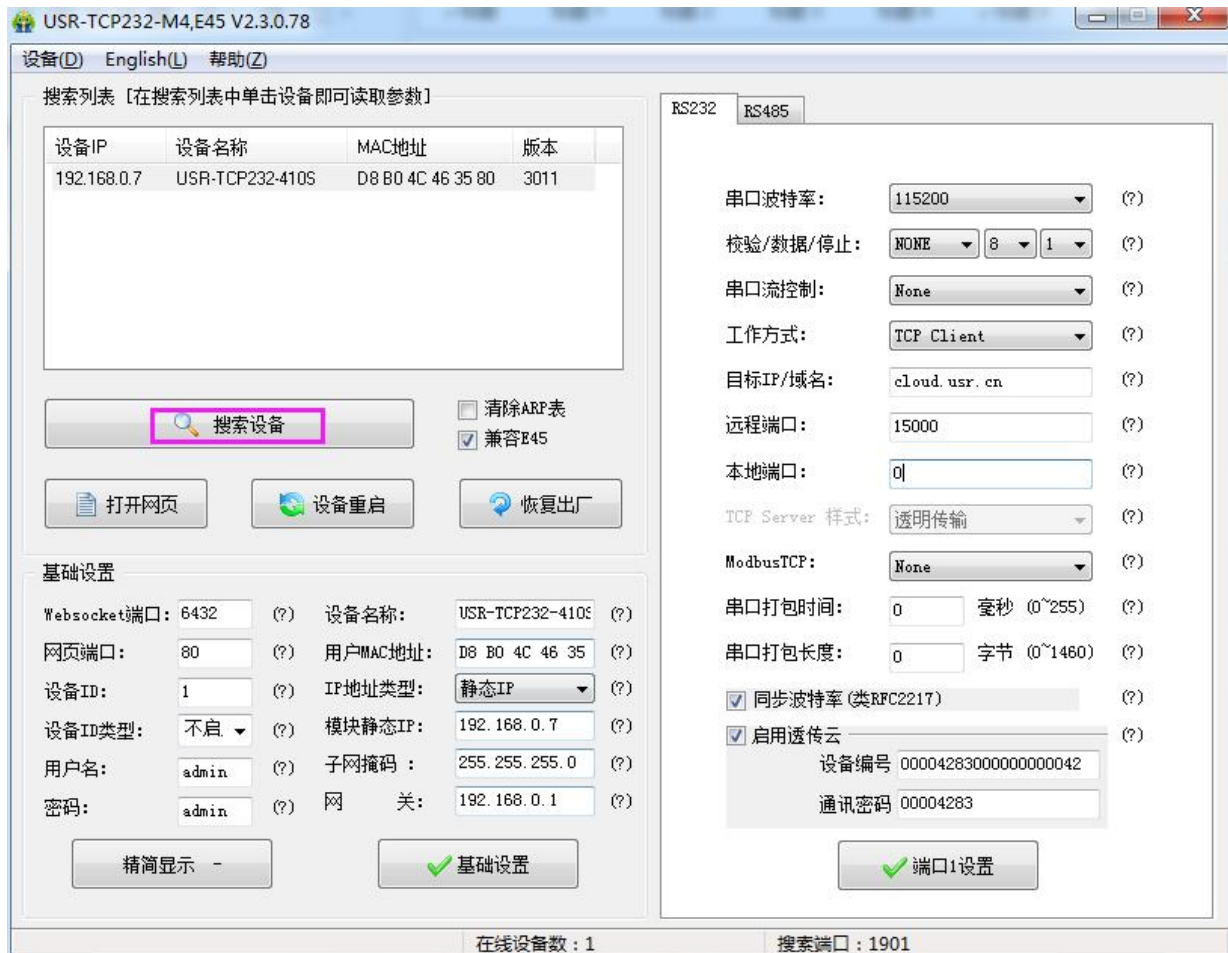 USR-TCP232-M4,E45 V2.3.0.78
设备(D) English(L) 帮助(Z)
搜索列表 [在搜索列表中单击设备即可读取参数]
设备IP 设备名称 MAC地址 版本
192.168.0.7 USR-TCP232-410S D8 B0 4C 46 35 80 3011
搜索设备
清除ARP表
兼容E45
打开网页 设备重启 恢复出厂
基础设置
Websocket端口: 6432 (?) 设备名称: USR-TCP232-410S (?)
网页端口: 80 (?) 用户MAC地址: D8 B0 4C 46 35 (?)
设备ID: 1 (?) IP地址类型: 静态IP (?)
设备ID类型: 不启 (?) 模块静态IP: 192.168.0.7 (?)
用户名: admin (?) 子网掩码 : 255.255.255.0 (?)
密码: admin (?) 网 关: 192.168.0.1 (?)
精简显示 - 基础设置
RS232 RS485
串口波特率: 115200 (?)
校验/数据/停止: NONE 8 1 (?)
串口流控制: None (?)
工作方式: TCP Client (?)
目标IP/域名: cloud.usr.cn (?)
远程端口: 15000 (?)
本地端口: 0 (?)
TCP Server 样式: 透明传输 (?)
ModbusTCP: None (?)
串口打包时间: 0 毫秒 (0~255) (?)
串口打包长度: 0 字节 (0~1460) (?)
同步波特率(类RFC2217) (?)
启用透传云 (?)
设备编号 00004283000000000042
通讯密码 00004283
端口1设置
在线设备数:1 搜索端口:1901